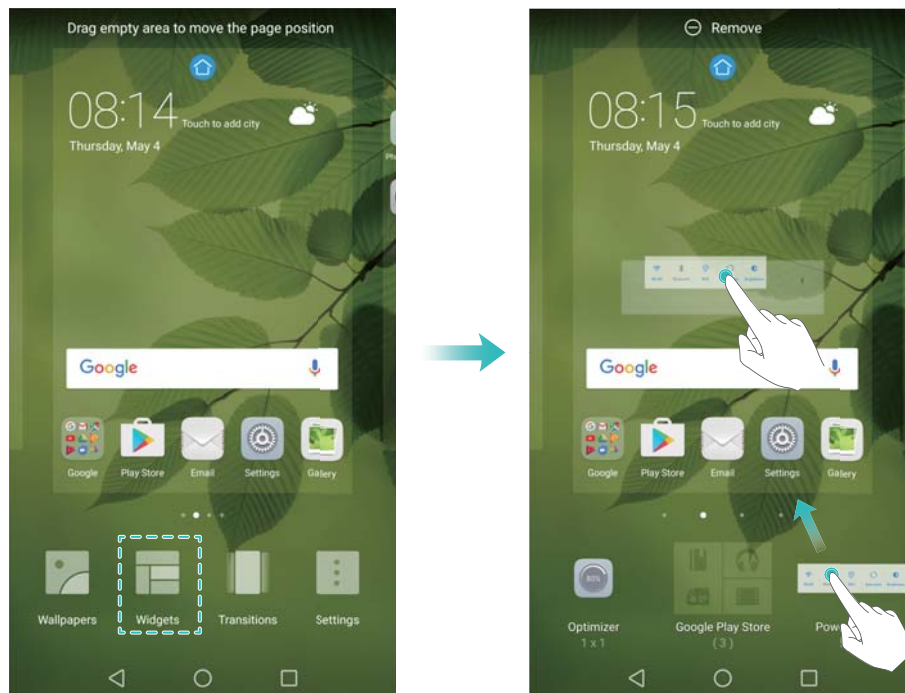 Drag empty area to move the page position
08:14
Touch to add city
Thursday, May 4
Google
Google
Play Store
Email
Settings
Gallery
Wallpapers
Widgets
Transitions
Settings
Remove
08:15
Touch to add city
Thursday, May 4
Google
Google
Play Store
Email
Settings
Gallery
80%
Optimizer
1 x 1
Google Play Store
(3)